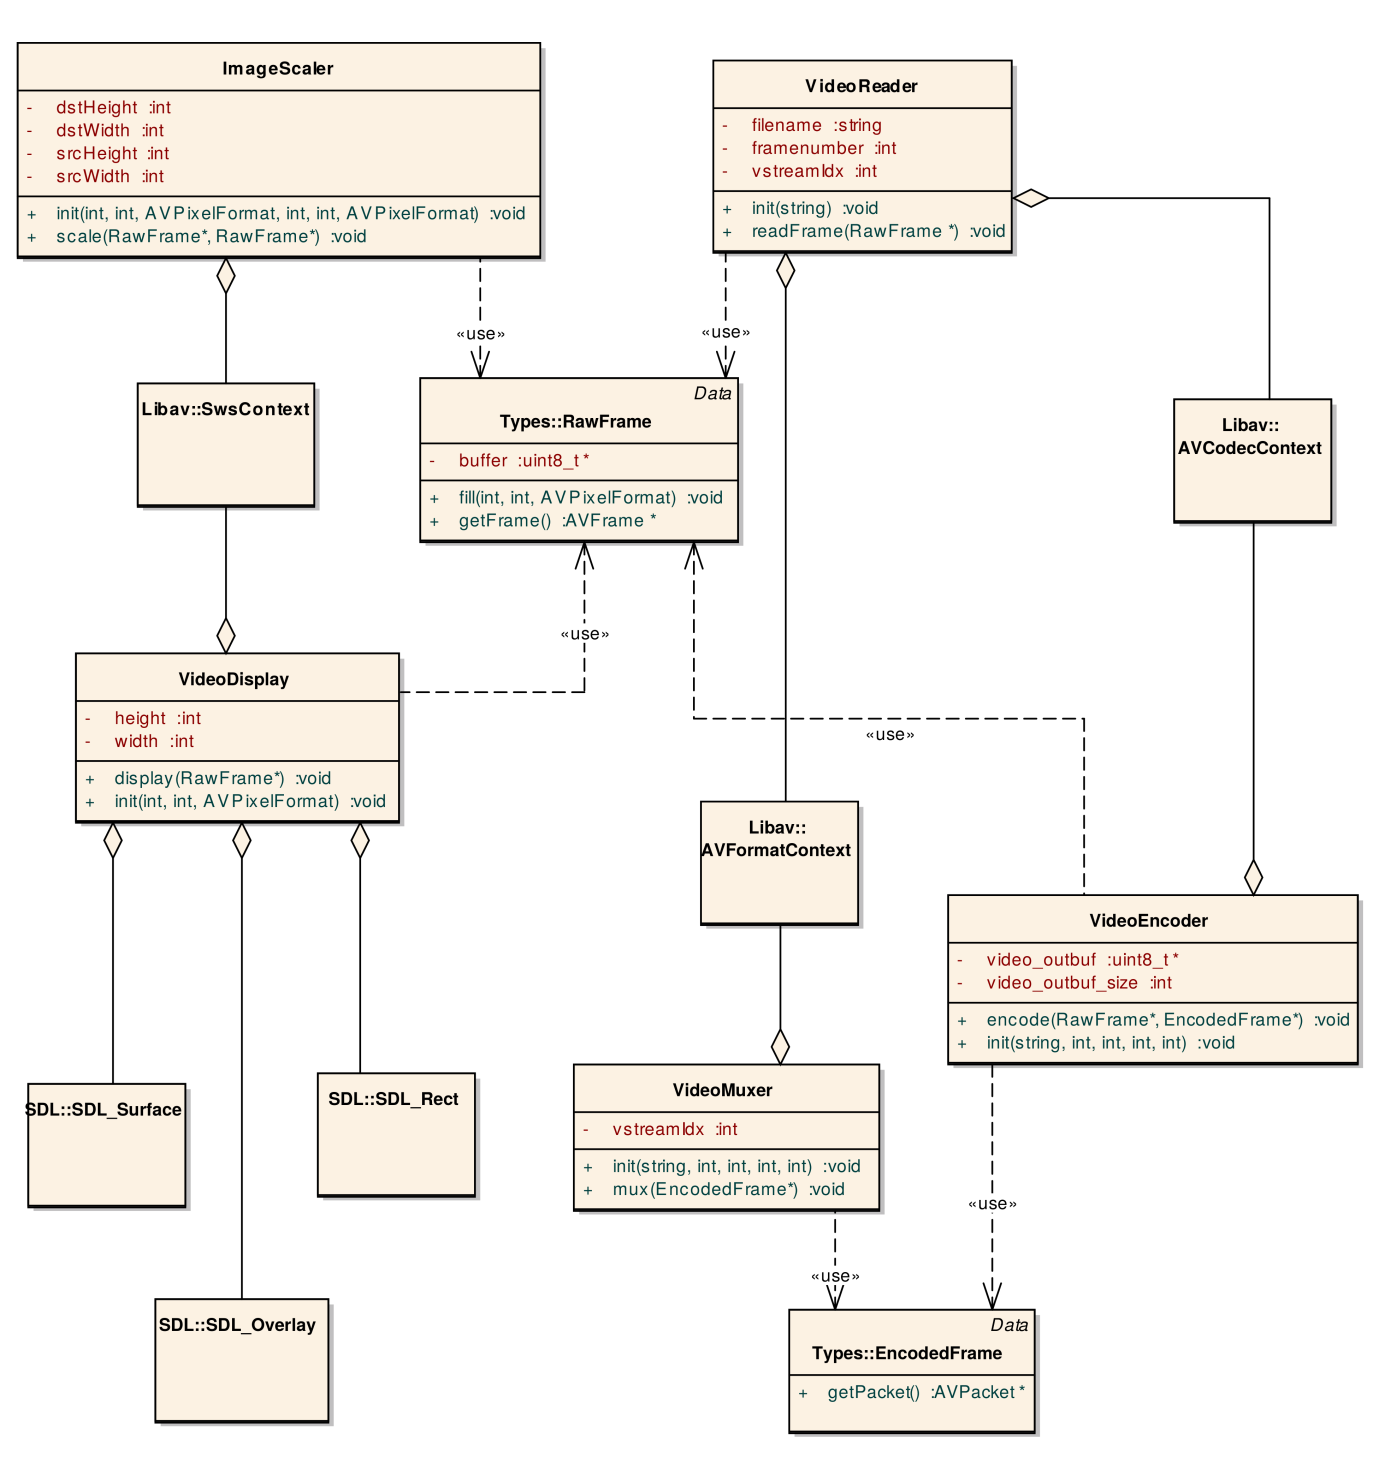 ImageScaler
- dstHeight :int
- dstWidth :int
- srcHeight :int
- srcWidth :int
+ init(int, int, AVPixelFormat, int, int, AVPixelFormat) :void
+ scale(RawFrame*, RawFrame*) :void
VideoReader
- filename :string
- framenumber :int
- vstreamIdx :int
+ init(string) :void
+ readFrame(RawFrame *) :void
«use»
«use»
Libav::SwsContext
Data
Types::RawFrame
- buffer :uint8_t *
+ fill(int, int, AVPixelFormat) :void
+ getFrame() :AVFrame *
Libav::
AVCodecContext
«use»
VideoDisplay
- height :int
- width :int
+ display(RawFrame*) :void
+ init(int, int, AVPixelFormat) :void
«use»
Libav::
AVFormatContext
VideoEncoder
- video_outbuf :uint8_t *
- video_outbuf_size :int
+ encode(RawFrame*, EncodedFrame*) :void
+ init(string, int, int, int, int) :void
SDL::SDL_Surface
SDL::SDL_Rect
VideoMuxer
- vstreamIdx :int
+ init(string, int, int, int, int) :void
+ mux(EncodedFrame*) :void
«use»
«use»
SDL::SDL_Overlay
Data
Types::EncodedFrame
+ getPacket() :AVPacket *